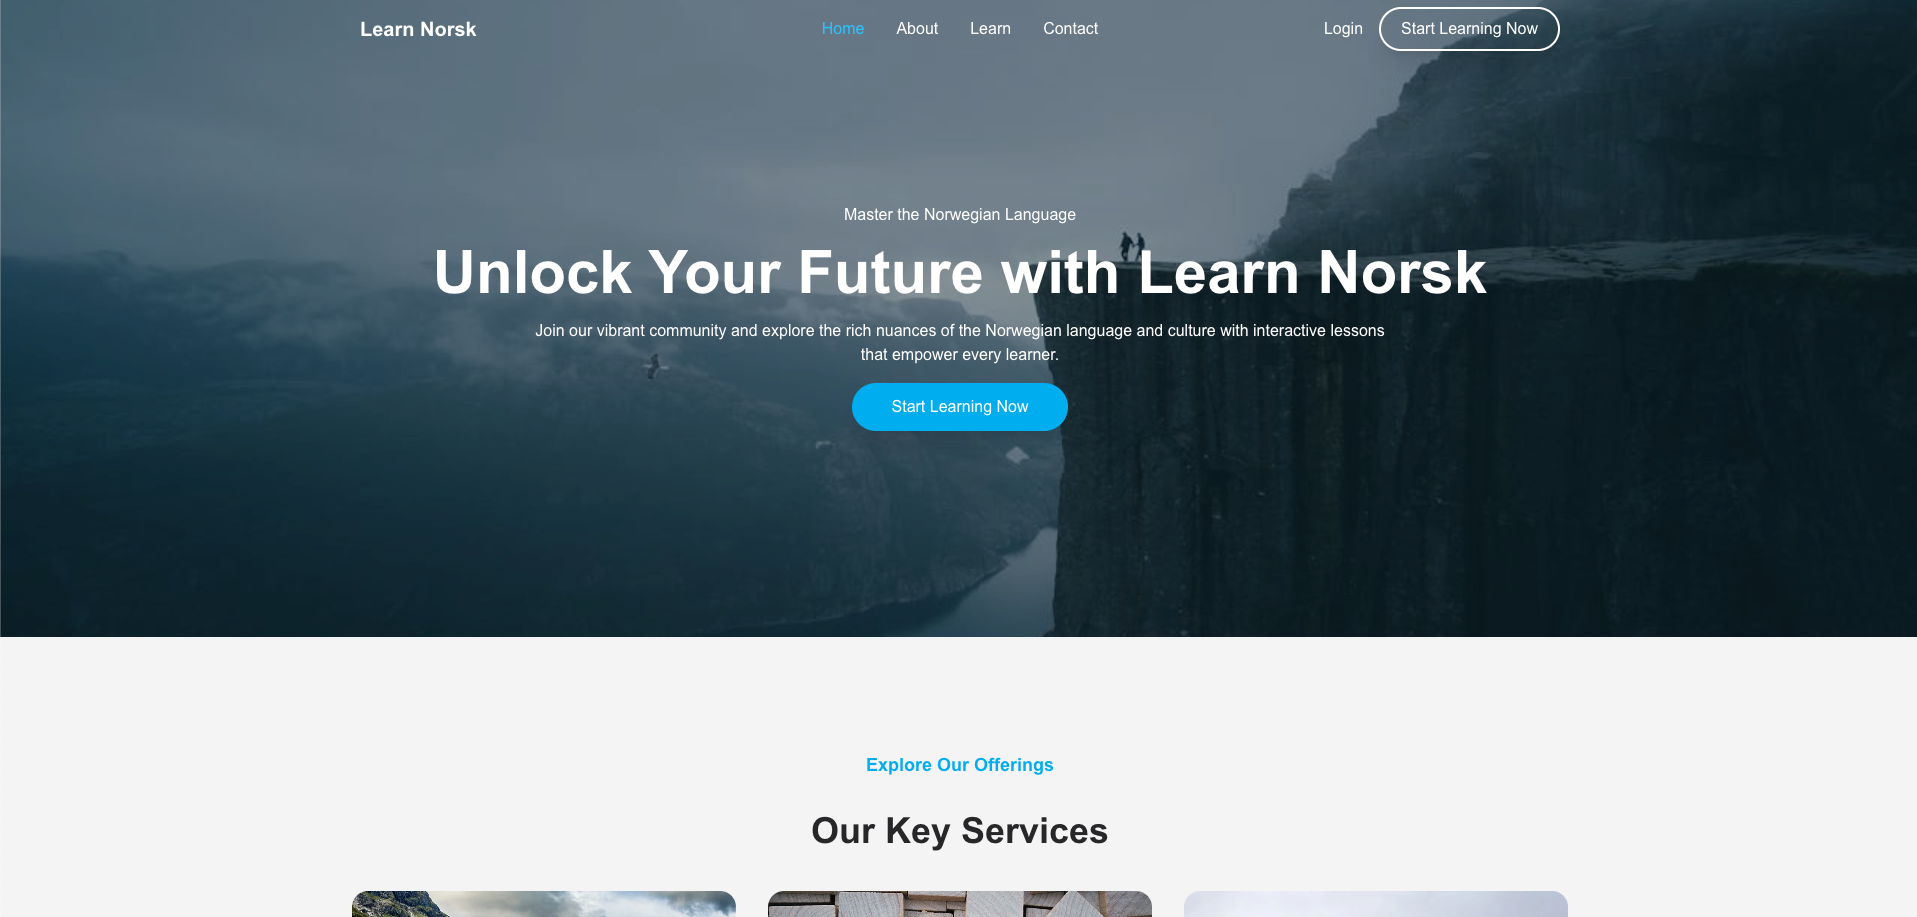 Learn Norsk
Home
About
Learn
Contact
Login
Start Learning Now
Master the Norwegian Language
Unlock Your Future with Learn Norsk
Join our vibrant community and explore the rich nuances of the Norwegian language and culture with interactive lessons
that empower every learner.
Start Learning Now
Explore Our Offerings
Our Key Services